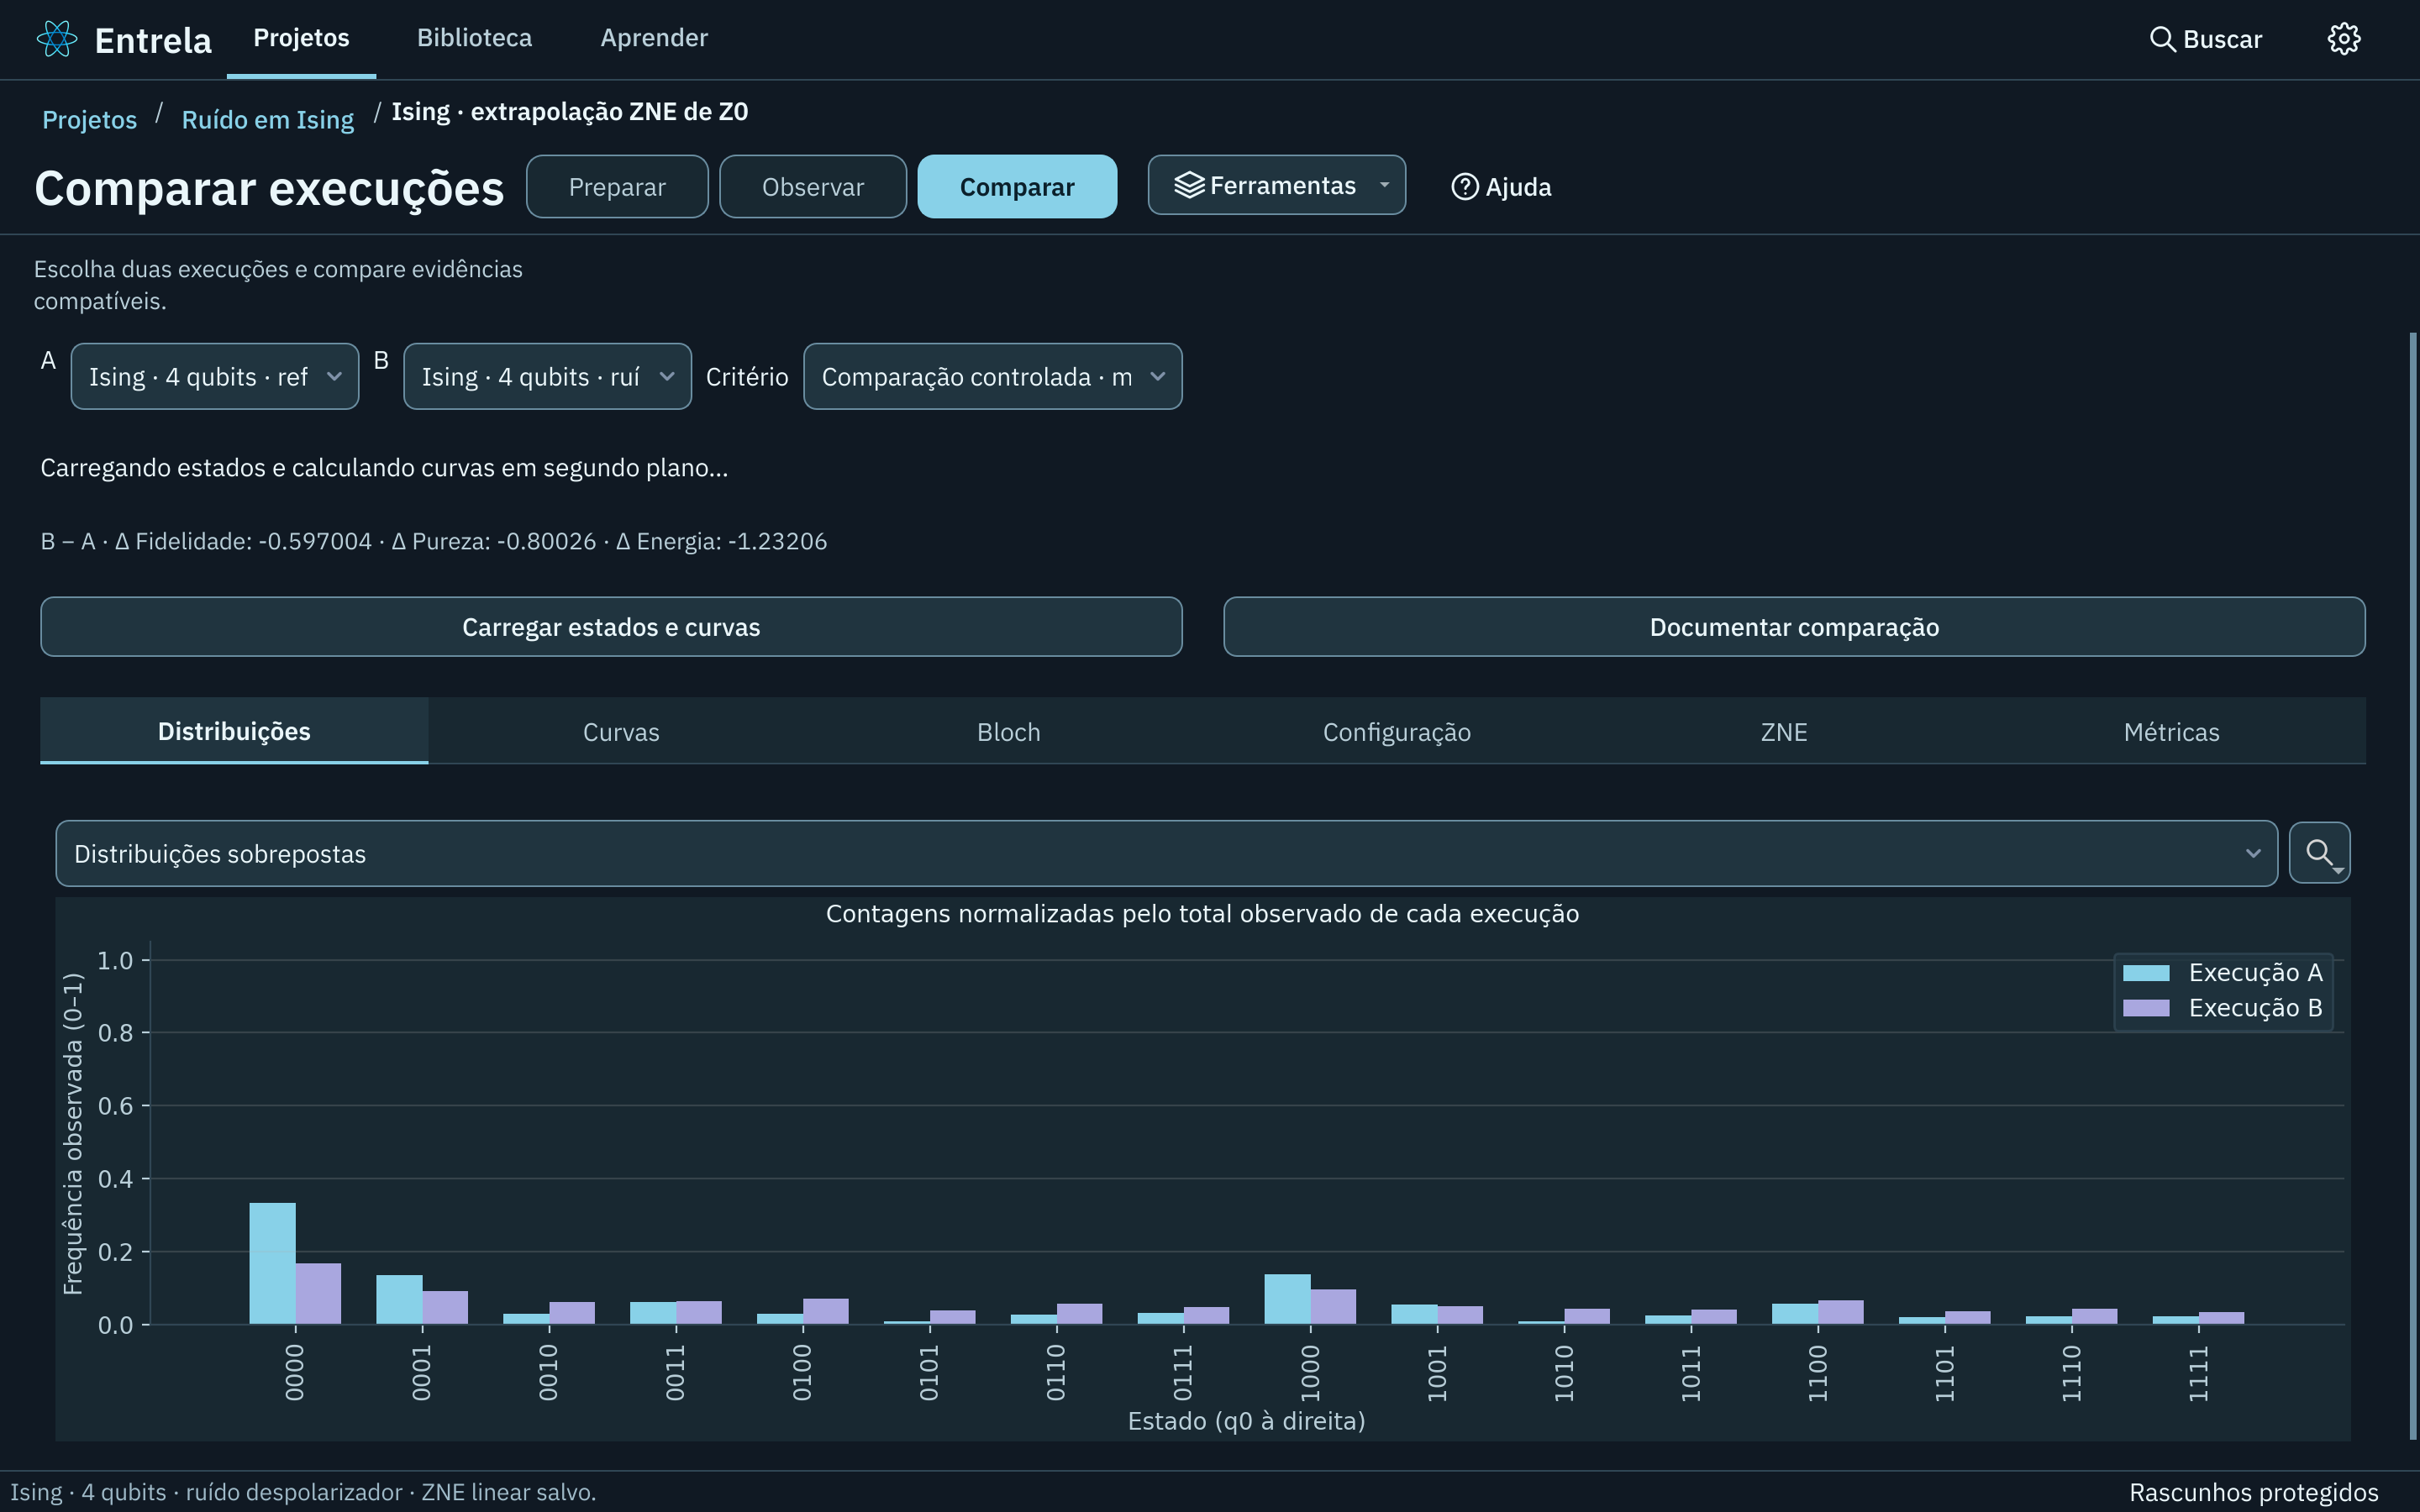 Entrela
Projetos
Biblioteca
Aprender
Buscar
Projetos / Ruído em Ising / Ising · extrapolação ZNE de Z0
Comparar execuções
Preparar
Observar
Comparar
Ferramentas
Ajuda
Escolha duas execuções e compare evidências
compatíveis.
A
Ising · 4 qubits · ref
B
Ising · 4 qubits · ruí
Critério
Comparação controlada · m
Carregando estados e calculando curvas em segundo plano...
B – A · Δ Fidelidade: -0.597004 · Δ Pureza: -0.80026 · Δ Energia: -1.23206
Carregar estados e curvas
Documentar comparação
Distribuições
Curvas
Bloch
Configuração
ZNE
Métricas
Distribuições sobrepostas
Contagens normalizadas pelo total observado de cada execução
Execução A
Execução B
Frequência observada (0–1)
1.0
0.8
0.6
0.4
0.2
0.0
0000
0001
0010
0011
0100
0101
0110
0111
1000
1001
1010
1011
1100
1101
1110
1111
Estado (q0 à direita)
Ising · 4 qubits · ruído despolarizador · ZNE linear salvo.
Rascunhos protegidos